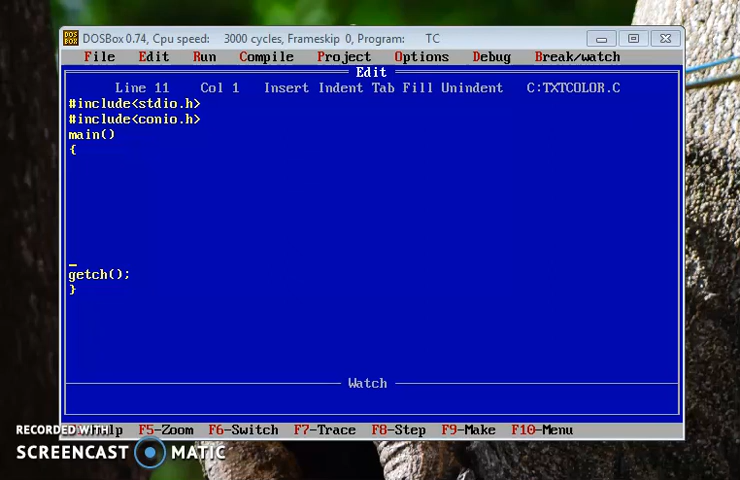 DOSBox 0.74, Cpu speed: 3000 cycles, Frameskip 0, Program: TC
File Edit Run Compile Project Options Debug Break/watch
Edit
Line 11 Col 1 Insert Indent Tab Fill Unindent C:TXTCOLOR.C
#include<stdio.h>
#include<conio.h>
main()
{
_
getch();
}
Watch
F5-Zoom F6-Switch F7-Trace F8-Step F9-Make F10-Menu
RECORDED WITH
SCREENCAST MATIC